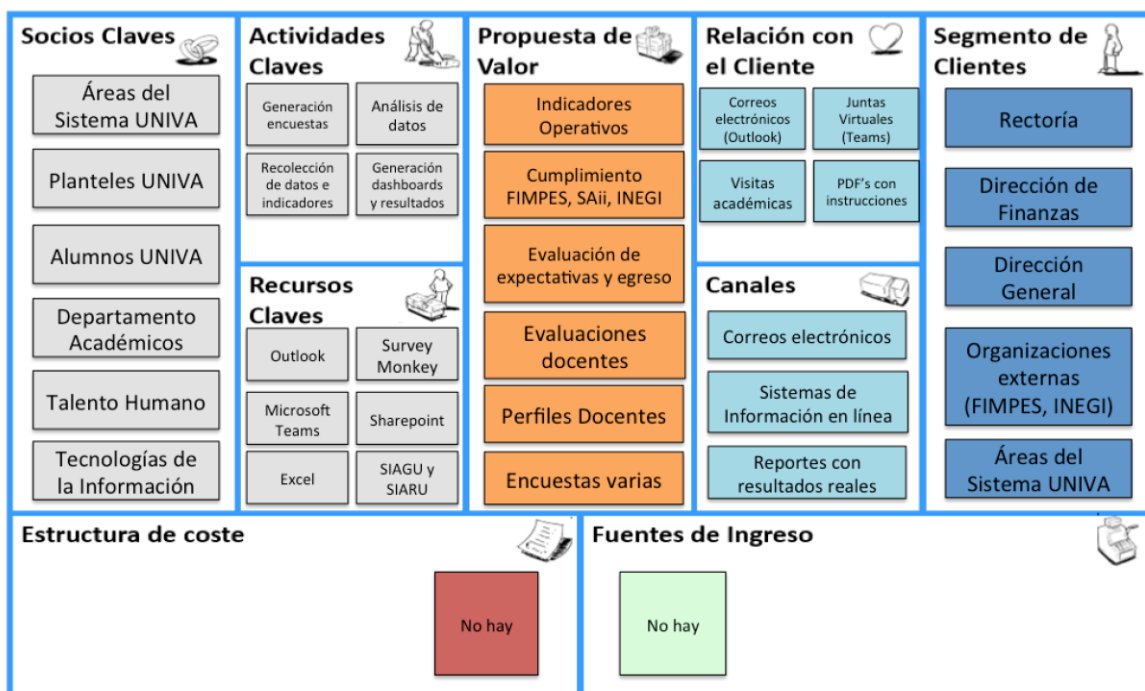 Socios Claves
Áreas del
Sistema UNIVA
Planteles UNIVA
Alumnos UNIVA
Departamento
Académicos
Talento Humano
Tecnologías de
la Información
Actividades
Claves
Generación
encuestas
Análisis de
datos
Recolección
de datos e
indicadores
Generación
dashboards
y resultados
Recursos
Claves
Outlook
Survey
Monkey
Microsoft
Teams
Sharepoint
Excel
SIAGU y
SIARU
Propuesta de
Valor
Indicadores
Operativos
Cumplimiento
FIMPES, SAii, INEGI
Evaluación de
expectativas y egreso
Evaluaciones
docentes
Perfiles Docentes
Encuestas varias
Relación con
el Cliente
Correos
electrónicos
(Outlook)
Juntas
Virtuales
(Teams)
Visitas
académicas
PDF's con
instrucciones
Canales
Correos electrónicos
Sistemas de
Información en línea
Reportes con
resultados reales
Segmento de
Clientes
Rectoría
Dirección de
Finanzas
Dirección
General
Organizaciones
externas
(FIMPES, INEGI)
Áreas del
Sistema UNIVA
Estructura de coste
No hay
Fuentes de Ingreso
No hay